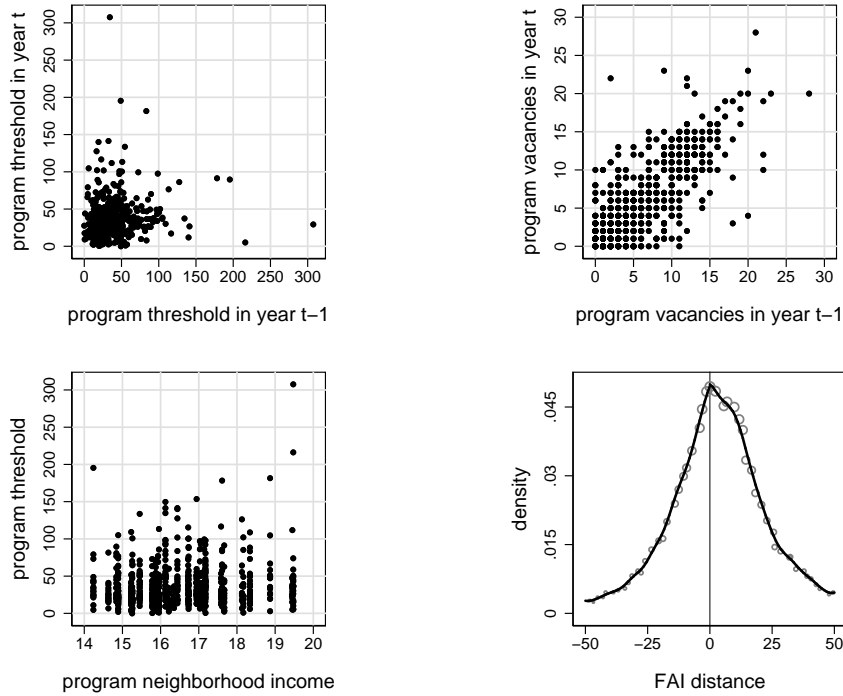 program threshold in year t
300
250
200
150
100
50
0
0 50 100 150 200 250 300
program threshold in year t−1
program vacancies in year t
30
25
20
15
10
5
0
0 5 10 15 20 25 30
program vacancies in year t−1
program threshold
300
250
200
150
100
50
0
14 15 16 17 18 19 20
program neighborhood income
density
.045
.03
.015
0
−50 −25 0 25 50
FAI distance